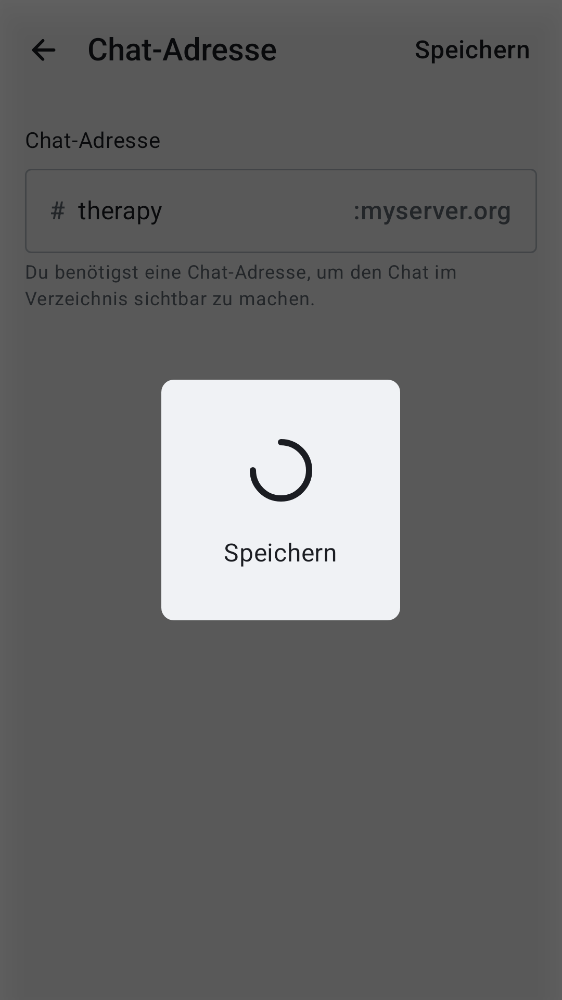 Chat-Adresse Speichern
Chat-Adresse
# therapy :myserver.org
Du benötigst eine Chat-Adresse, um den Chat im
Verzeichnis sichtbar zu machen.
Speichern